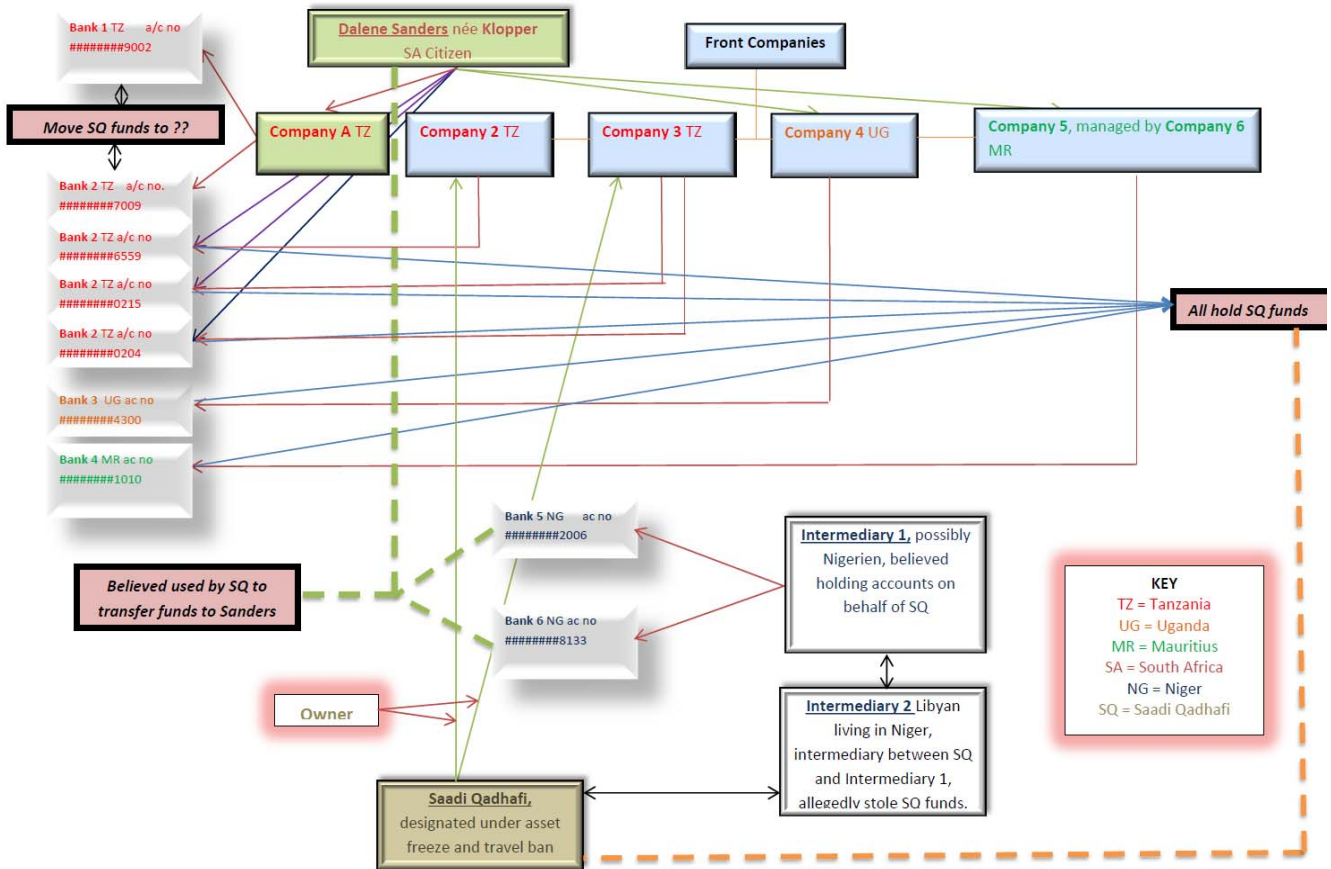 Bank 1 TZ a/c no
########9002
Dalene Sanders née Klopper
SA Citizen
Front Companies
Move SQ funds to ??
Company A TZ
Company 2 TZ
Company 3 TZ
Company 4 UG
Company 5, managed by Company 6
MR
Bank 2 TZ a/c no.
########7009
Bank 2 TZ a/c no
########6559
Bank 2 TZ a/c no
########0215
Bank 2 TZ a/c no
########0204
All hold SQ funds
Bank 3 UG ac no
########4300
Bank 4 MR ac no
########1010
Bank 5 NG ac no
########2006
Intermediary 1, possibly
Nigerien, believed
holding accounts on
behalf of SQ
Believed used by SQ to
transfer funds to Sanders
Bank 6 NG ac no
########8133
KEY
TZ = Tanzania
UG = Uganda
MR = Mauritius
SA = South Africa
NG = Niger
SQ = Saadi Qadhafi
Owner
Intermediary 2 Libyan
living in Niger,
intermediary between SQ
and Intermediary 1,
allegedly stole SQ funds.
Saadi Qadhafi,
designated under asset
freeze and travel ban